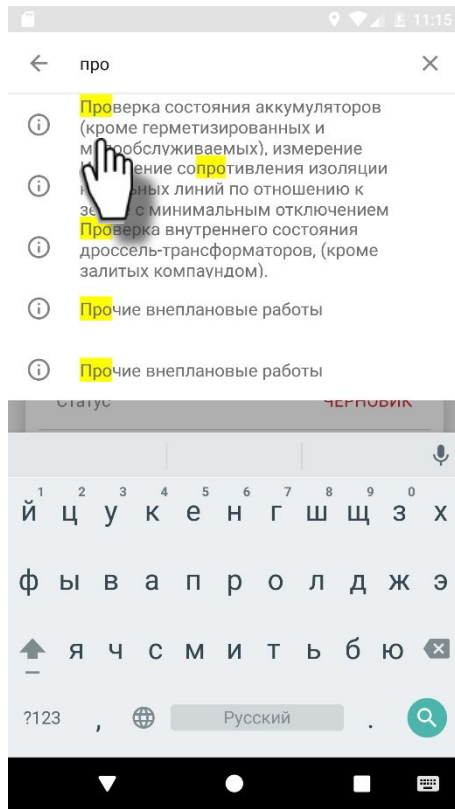 11:15
про
Проверка состояния аккумуляторов
(кроме герметизированных и
обслуживаемых), измерение
сопротивления изоляции
линий по отношению к
с минимальным отключением
Проверка внутреннего состояния
дроссель-трансформаторов, (кроме
залитых компаундом).
Прочие внеплановые работы
Прочие внеплановые работы
Статус ЧЕРНОВИК
1 2 3 4 5 6 7 8 9 0
й ц у к е н г ш щ з х
ф ы в а п р о л д ж э
я ч с м и т ь б ю
?123 , Русский .